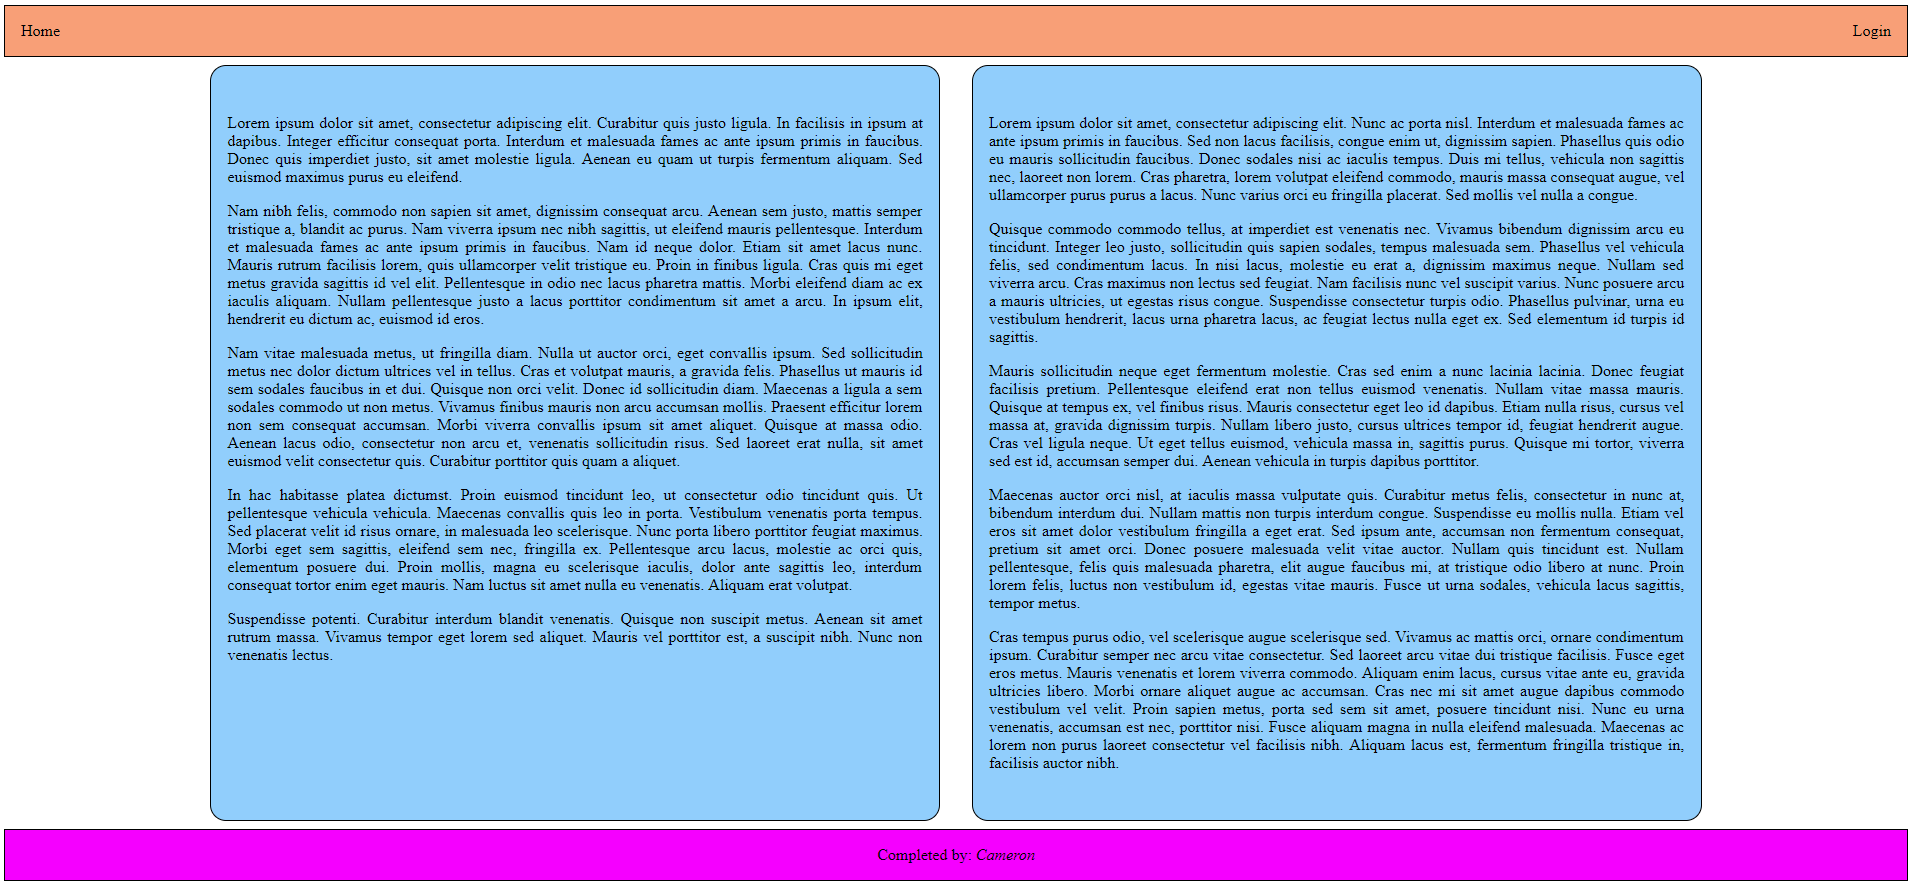 Home
Login
Lorem ipsum dolor sit amet, consectetur adipiscing elit. Curabitur quis justo ligula. In facilisis in ipsum at
dapibus. Integer efficitur consequat porta. Interdum et malesuada fames ac ante ipsum primis in faucibus.
Donec quis imperdiet justo, sit amet molestie ligula. Aenean eu quam ut turpis fermentum aliquam. Sed
euismod maximus purus eu eleifend.
Nam nibh felis, commodo non sapien sit amet, dignissim consequat arcu. Aenean sem justo, mattis semper
tristique a, blandit ac purus. Nam viverra ipsum nec nibh sagittis, ut eleifend mauris pellentesque. Interdum
et malesuada fames ac ante ipsum primis in faucibus. Nam id neque dolor. Etiam sit amet lacus nunc.
Mauris rutrum facilisis lorem, quis ullamcorper velit tristique eu. Proin in finibus ligula. Cras quis mi eget
metus gravida sagittis id vel elit. Pellentesque in odio nec lacus pharetra mattis. Morbi eleifend diam ac ex
iaculis aliquam. Nullam pellentesque justo a lacus porttitor condimentum sit amet a arcu. In ipsum elit,
hendrerit eu dictum ac, euismod id eros.
Nam vitae malesuada metus, ut fringilla diam. Nulla ut auctor orci, eget convallis ipsum. Sed sollicitudin
metus nec dolor dictum ultrices vel in tellus. Cras et volutpat mauris, a gravida felis. Phasellus ut mauris id
sem sodales faucibus in et dui. Quisque non orci velit. Donec id sollicitudin diam. Maecenas a ligula a sem
sodales commodo ut non metus. Vivamus finibus mauris non arcu accumsan mollis. Praesent efficitur lorem
non sem consequat accumsan. Morbi viverra convallis ipsum sit amet aliquet. Quisque at massa odio.
Aenean lacus odio, consectetur non arcu et, venenatis sollicitudin risus. Sed laoreet erat nulla, sit amet
euismod velit consectetur quis. Curabitur porttitor quis quam a aliquet.
In hac habitasse platea dictumst. Proin euismod tincidunt leo, ut consectetur odio tincidunt quis. Ut
pellentesque vehicula vehicula. Maecenas convallis quis leo in porta. Vestibulum venenatis porta tempus.
Sed placerat velit id risus ornare, in malesuada leo scelerisque. Nunc porta libero porttitor feugiat maximus.
Morbi eget sem sagittis, eleifend sem nec, fringilla ex. Pellentesque arcu lacus, molestie ac orci quis,
elementum posuere dui. Proin mollis, magna eu scelerisque iaculis, dolor ante sagittis leo, interdum
consequat tortor enim eget mauris. Nam luctus sit amet nulla eu venenatis. Aliquam erat volutpat.
Suspendisse potenti. Curabitur interdum blandit venenatis. Quisque non suscipit metus. Aenean sit amet
rutrum massa. Vivamus tempor eget lorem sed aliquet. Mauris vel porttitor est, a suscipit nibh. Nunc non
venenatis lectus.
Lorem ipsum dolor sit amet, consectetur adipiscing elit. Nunc ac porta nisl. Interdum et malesuada fames ac
ante ipsum primis in faucibus. Sed non lacus facilisis, congue enim ut, dignissim sapien. Phasellus quis odio
eu mauris sollicitudin faucibus. Donec sodales nisi ac iaculis tempus. Duis mi tellus, vehicula non sagittis
nec, laoreet non lorem. Cras pharetra, lorem volutpat eleifend commodo, mauris massa consequat augue, vel
ullamcorper purus purus a lacus. Nunc varius orci eu fringilla placerat. Sed mollis vel nulla a congue.
Quisque commodo commodo tellus, at imperdiet est venenatis nec. Vivamus bibendum dignissim arcu eu
tincidunt. Integer leo justo, sollicitudin quis sapien sodales, tempus malesuada sem. Phasellus vel vehicula
felis, sed condimentum lacus. In nisi lacus, molestie eu erat a, dignissim maximus neque. Nullam sed
viverra arcu. Cras maximus non lectus sed feugiat. Nam facilisis nunc vel suscipit varius. Nunc posuere arcu
a mauris ultricies, ut egestas risus congue. Suspendisse consectetur turpis odio. Phasellus pulvinar, urna eu
vestibulum hendrerit, lacus urna pharetra lacus, ac feugiat lectus nulla eget ex. Sed elementum id turpis id
sagittis.
Mauris sollicitudin neque eget fermentum molestie. Cras sed enim a nunc lacinia lacinia. Donec feugiat
facilisis pretium. Pellentesque eleifend erat non tellus euismod venenatis. Nullam vitae massa mauris.
Quisque at tempus ex, vel finibus risus. Mauris consectetur eget leo id dapibus. Etiam nulla risus, cursus vel
massa at, gravida dignissim turpis. Nullam libero justo, cursus ultrices tempor id, feugiat hendrerit augue.
Cras vel ligula neque. Ut eget tellus euismod, vehicula massa in, sagittis purus. Quisque mi tortor, viverra
sed est id, accumsan semper dui. Aenean vehicula in turpis dapibus porttitor.
Maecenas auctor orci nisl, at iaculis massa vulputate quis. Curabitur metus felis, consectetur in nunc at,
bibendum interdum dui. Nullam mattis non turpis interdum congue. Suspendisse eu mollis nulla. Etiam vel
eros sit amet dolor vestibulum fringilla a eget erat. Sed ipsum ante, accumsan non fermentum consequat,
pretium sit amet orci. Donec posuere malesuada velit vitae auctor. Nullam quis tincidunt est. Nullam
pellentesque, felis quis malesuada pharetra, elit augue faucibus mi, at tristique odio libero at nunc. Proin
lorem felis, luctus non vestibulum id, egestas vitae mauris. Fusce ut urna sodales, vehicula lacus sagittis,
tempor metus.
Cras tempus purus odio, vel scelerisque augue scelerisque sed. Vivamus ac mattis orci, ornare condimentum
ipsum. Curabitur semper nec arcu vitae consectetur. Sed laoreet arcu vitae dui tristique facilisis. Fusce eget
eros metus. Mauris venenatis et lorem viverra commodo. Aliquam enim lacus, cursus vitae ante eu, gravida
ultricies libero. Morbi ornare aliquet augue ac accumsan. Cras nec mi sit amet augue dapibus commodo
vestibulum vel velit. Proin sapien metus, porta sed sem sit amet, posuere tincidunt nisi. Nunc eu urna
venenatis, accumsan est nec, porttitor nisi. Fusce aliquam magna in nulla eleifend malesuada. Maecenas ac
lorem non purus laoreet consectetur vel facilisis nibh. Aliquam lacus est, fermentum fringilla tristique in,
facilisis auctor nibh.
Completed by: Cameron